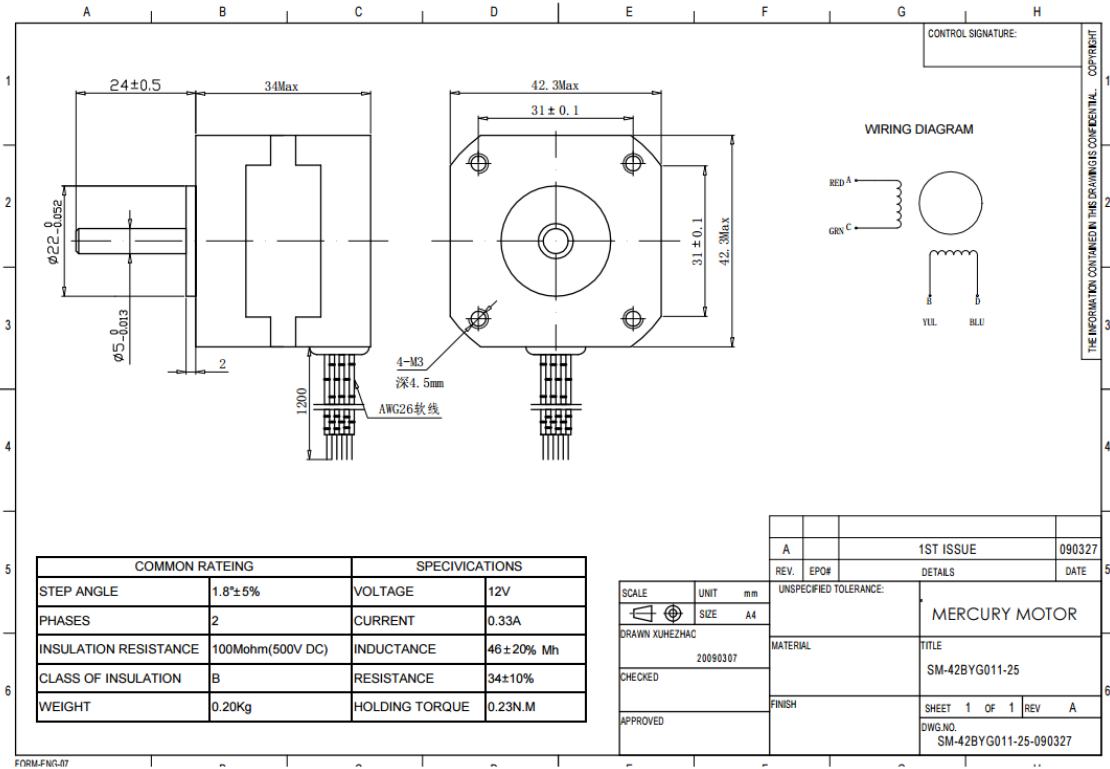 A B C D E F G H
CONTROL SIGNATURE:
THE INFORMATION CONTAINED IN THIS DRAWING IS CONFIDENTIAL. COPYRIGHT
1 1
24±0.5
34Max
42.3Max
31±0.1
WIRING DIAGRAM
RED A
GRN C
B D
YUL BLU
2 2
Ø22 0 -0.052
Ø5 0 -0.013
2
31±0.1
42.3Max
3 3
4-M3
深4.5mm
AWG26软线
1200
4 4
5 5
COMMON RATEING SPECIVICATIONS
STEP ANGLE 1.8°±5% VOLTAGE 12V
PHASES 2 CURRENT 0.33A
INSULATION RESISTANCE 100Mohm(500V DC) INDUCTANCE 46±20% Mh
CLASS OF INSULATION B RESISTANCE 34±10%
WEIGHT 0.20Kg HOLDING TORQUE 0.23N.M
A 1ST ISSUE 090327
REV. EPO# DETAILS DATE
SCALE UNIT mm
SIZE A4
DRAWN XUHEZHAC
20090307
CHECKED
APPROVED
UNSPECIFIED TOLERANCE:
MATERIAL
FINISH
MERCURY MOTOR
TITLE
SM-42BYG011-25
SHEET 1 OF 1 REV A
DWG.NO.
SM-42BYG011-25-090327
6 6
FORM-ENG-07